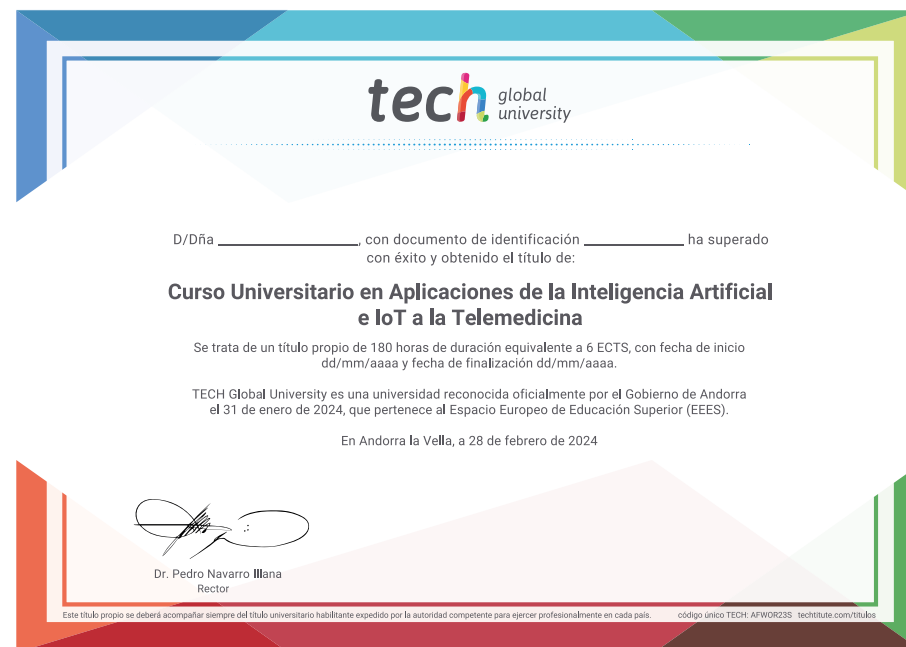 tech global university
D/Dña ____________________, con documento de identificación ______________ ha superado
con éxito y obtenido el título de:
Curso Universitario en Aplicaciones de la Inteligencia Artificial
e IoT a la Telemedicina
Se trata de un título propio de 180 horas de duración equivalente a 6 ECTS, con fecha de inicio
dd/mm/aaaa y fecha de finalización dd/mm/aaaa.
TECH Global University es una universidad reconocida oficialmente por el Gobierno de Andorra
el 31 de enero de 2024, que pertenece al Espacio Europeo de Educación Superior (EEES).
En Andorra la Vella, a 28 de febrero de 2024
Dr. Pedro Navarro Illana
Rector
Este título propio se deberá acompañar siempre del título universitario habilitante expedido por la autoridad competente para ejercer profesionalmente en cada país. código único TECH: AFWOR23S techtitute.com/titulos